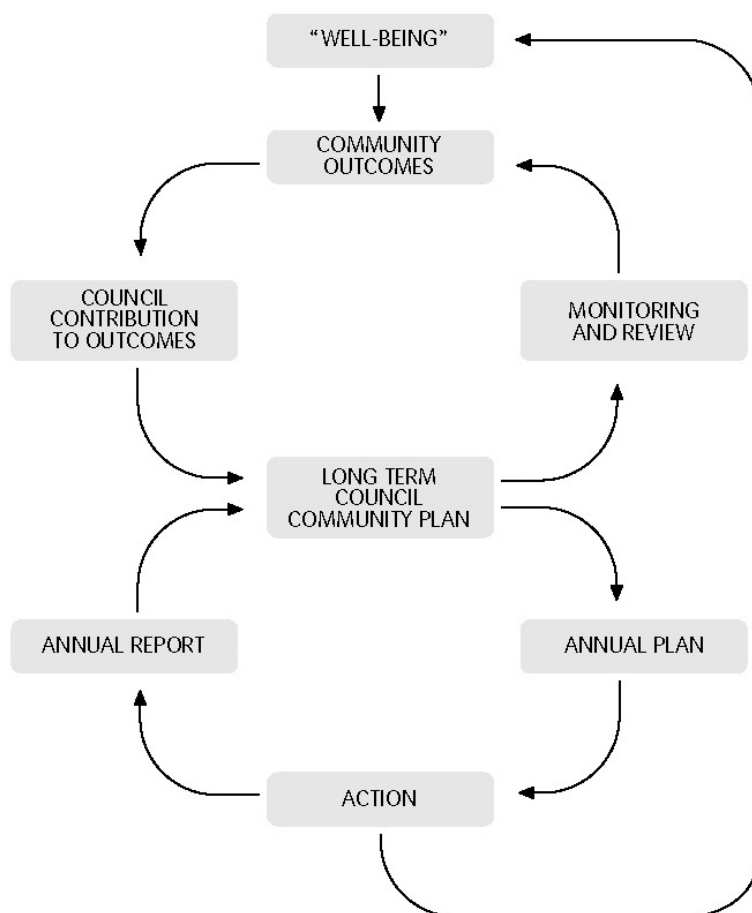 “WELL-BEING”
COMMUNITY
OUTCOMES
COUNCIL
CONTRIBUTION
TO OUTCOMES
MONITORING
AND REVIEW
LONG TERM
COUNCIL
COMMUNITY PLAN
ANNUAL REPORT
ANNUAL PLAN
ACTION